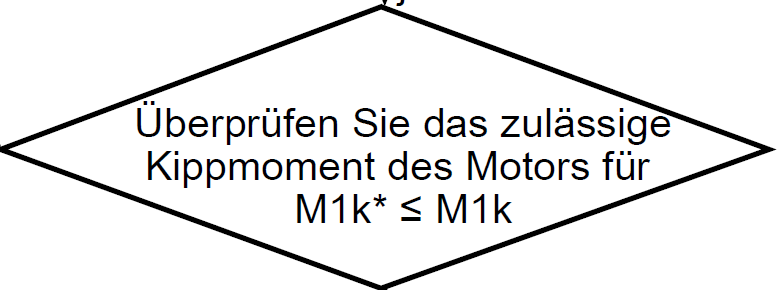 Überprüfen Sie das zulässige
Kippmoment des Motors für
M1k* ≤ M1k